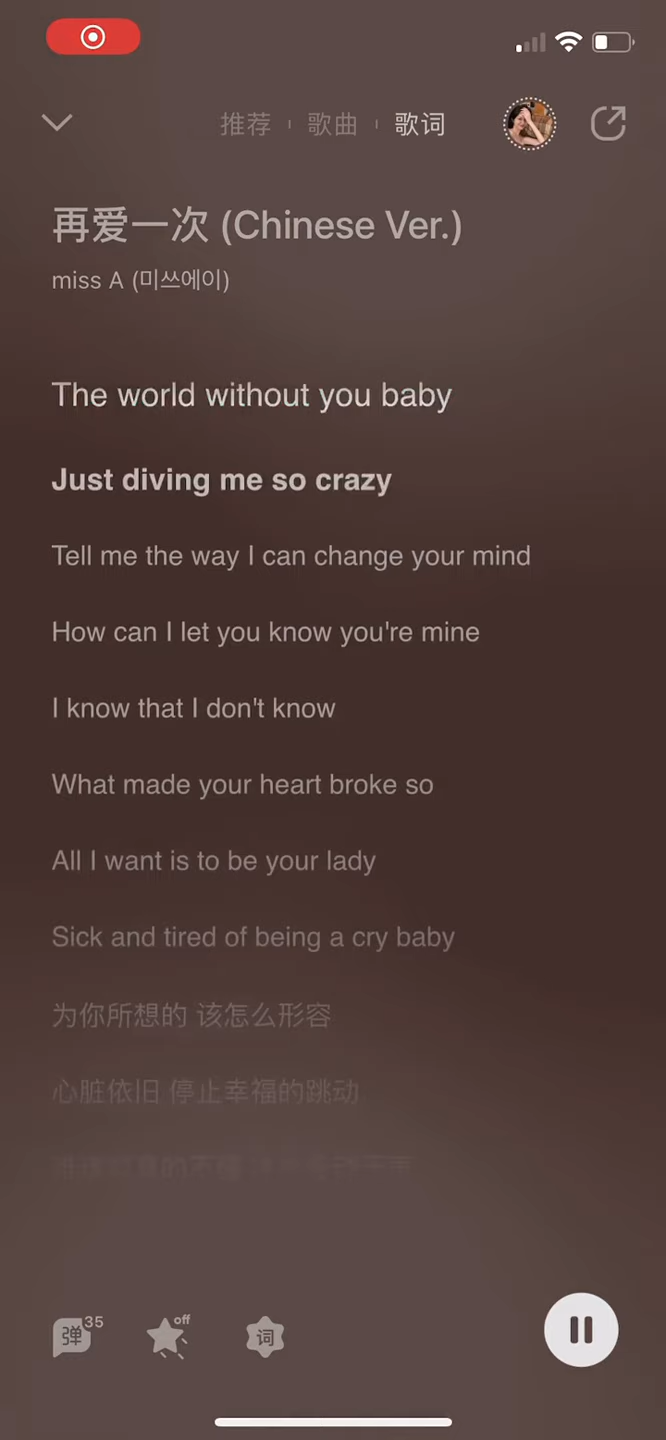 推荐 歌曲 歌词
再爱一次 (Chinese Ver.)
miss A (미쓰에이)
The world without you baby
Just diving me so crazy
Tell me the way I can change your mind
How can I let you know you're mine
I know that I don't know
What made your heart broke so
All I want is to be your lady
Sick and tired of being a cry baby
为你所想的 该怎么形容
心脏依旧 停止幸福的跳动
弹 35 off 词